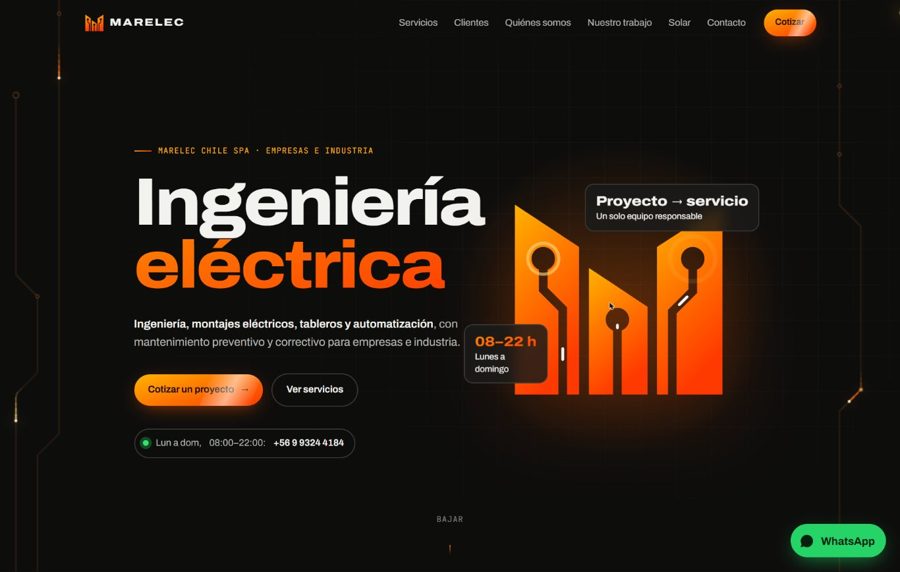 MARELEC
Servicios
Clientes
Quiénes somos
Nuestro trabajo
Solar
Contacto
Cotizar
MARELEC CHILE SPA · EMPRESAS E INDUSTRIA
Ingeniería
eléctrica
Ingeniería, montajes eléctricos, tableros y automatización, con
mantenimiento preventivo y correctivo para empresas e industria.
Cotizar un proyecto →
Ver servicios
Lun a dom, 08:00–22:00: +56 9 9324 4184
Proyecto → servicio
Un solo equipo responsable
08–22 h
Lunes a
domingo
BAJAR
WhatsApp